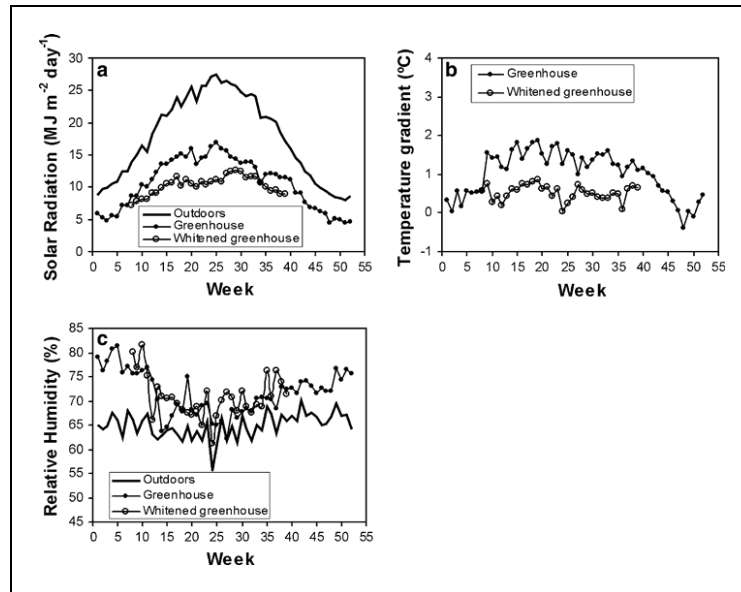 a
Solar Radiation (MJ m-2 day-1)
30
25
20
15
10
5
0
Outdoors
Greenhouse
Whitened greenhouse
0 5 10 15 20 25 30 35 40 45 50 55
Week
b
Temperature gradient (ºC)
4
3
2
1
0
-1
Greenhouse
Whitened greenhouse
0 5 10 15 20 25 30 35 40 45 50 55
Week
c
Relative Humidity (%)
85
80
75
70
65
60
55
50
45
Outdoors
Greenhouse
Whitened greenhouse
0 5 10 15 20 25 30 35 40 45 50 55
Week